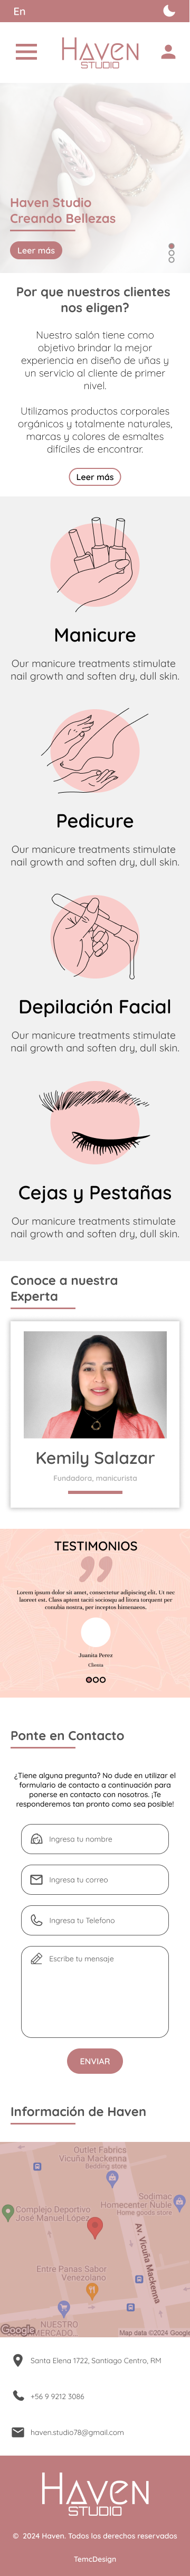 En
HAVEN
STUDIO
Haven Studio
Creando Bellezas
Leer más
Por que nuestros clientes
nos eligen?
Nuestro salón tiene como
objetivo brindar la mejor
experiencia en diseño de uñas y
un servicio al cliente de primer
nivel.
Utilizamos productos corporales
orgánicos y totalmente naturales,
marcas y colores de esmaltes
difíciles de encontrar.
Leer más
Manicure
Our manicure treatments stimulate
nail growth and soften dry, dull skin.
Pedicure
Our manicure treatments stimulate
nail growth and soften dry, dull skin.
Depilación Facial
Our manicure treatments stimulate
nail growth and soften dry, dull skin.
Cejas y Pestañas
Our manicure treatments stimulate
nail growth and soften dry, dull skin.
Conoce a nuestra
Experta
Kemily Salazar
Fundadora, manicurista
TESTIMONIOS
Lorem ipsum dolor sit amet, consectetur adipiscing elit. Ut nec
laoreet est. Class aptent taciti sociosqu ad litora torquent per
conubia nostra, per inceptos himenaeos.
Juanita Perez
Clienta
Ponte en Contacto
¿Tiene alguna pregunta? No dude en utilizar el
formulario de contacto a continuación para
ponerse en contacto con nosotros. ¡Te
responderemos tan pronto como sea posible!
Ingresa tu nombre
Ingresa tu correo
Ingresa tu Telefono
Escribe tu mensaje
ENVIAR
Información de Haven
Outlet Fabrics
Vicuña Mackenna
Bedding store
Sodimac
Homecenter Ñuble
Home goods store
Complejo Deportivo
José Manuel López
Av. Vicuña Mackenna
Entre Panas Sabor
Venezolano
NUESTRO
MERCADO
Google
Map data ©2024 Google
Santa Elena 1722, Santiago Centro, RM
+56 9 9212 3086
haven.studio78@gmail.com
HAVEN
STUDIO
© 2024 Haven. Todos los derechos reservados
TemcDesign